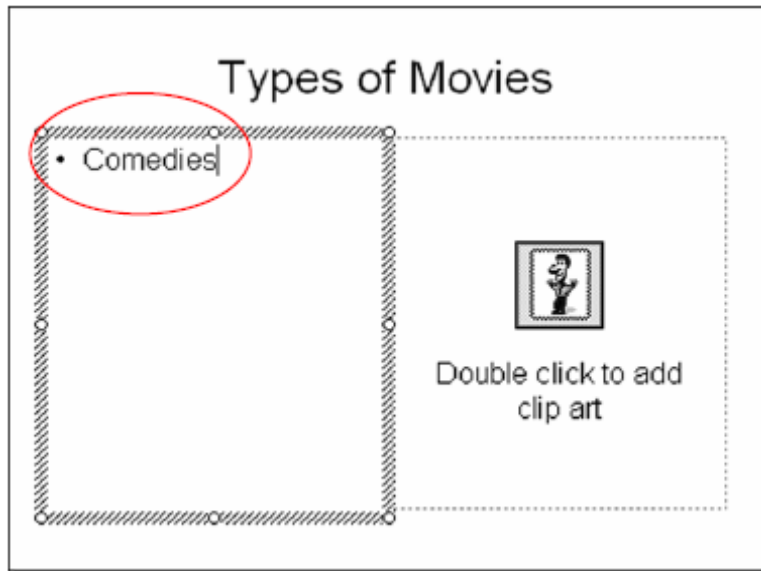 Types of Movies
• Comedies
Double click to add
clip art